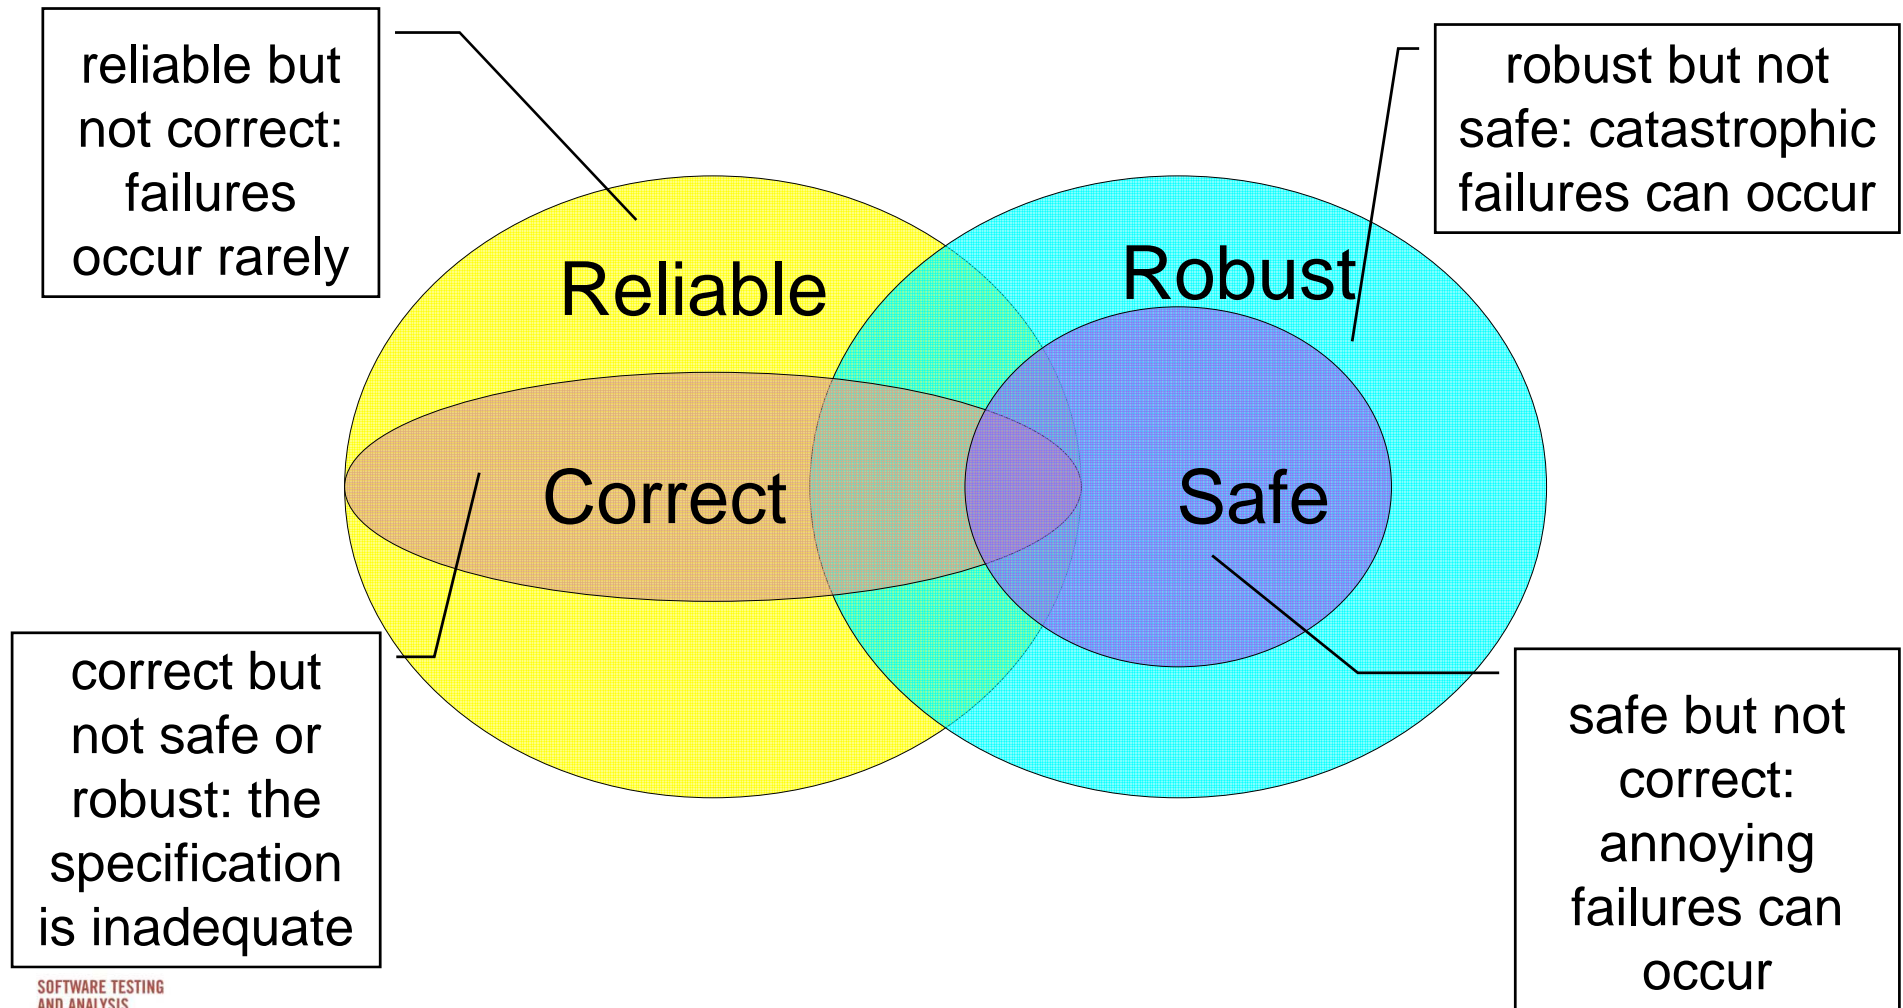 reliable but
not correct:
failures
occur rarely
robust but not
safe: catastrophic
failures can occur
Reliable
Robust
Correct
Safe
correct but
not safe or
robust: the
specification
is inadequate
safe but not
correct:
annoying
failures can
occur
SOFTWARE TESTING
AND ANALYSIS